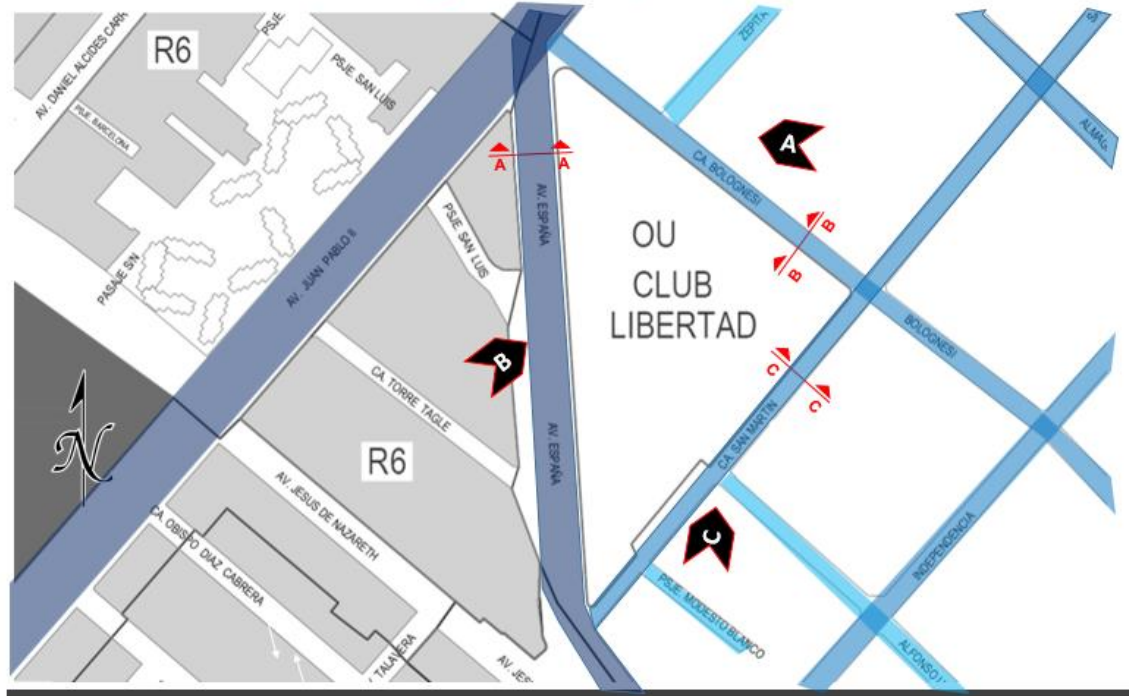 AV. DANIEL ALCIDES CARR
R6
PSJE.
PSJE. SAN LUIS
PSJE. BARCELONA
PASAJE S/N
AV. JUAN PABLO II
ZEPITA
S
ALMAG
CA. BOLOGNESI
A
A
A
AV. ESPAÑA
PSJE. SAN LUIS
OU
CLUB
LIBERTAD
B
B
BOLOGNESI
B
C
C
CA. SAN MARTIN
CA. TORRE TAGLE
AV. ESPAÑA
R6
N
AV. JESUS DE NAZARETH
CA. OBISPO DIAZ CABRERA
C
PSJE. MODESTO BLANCO
INDEPENDENCIA
TALAVERA
AV. JES
ALFONSO